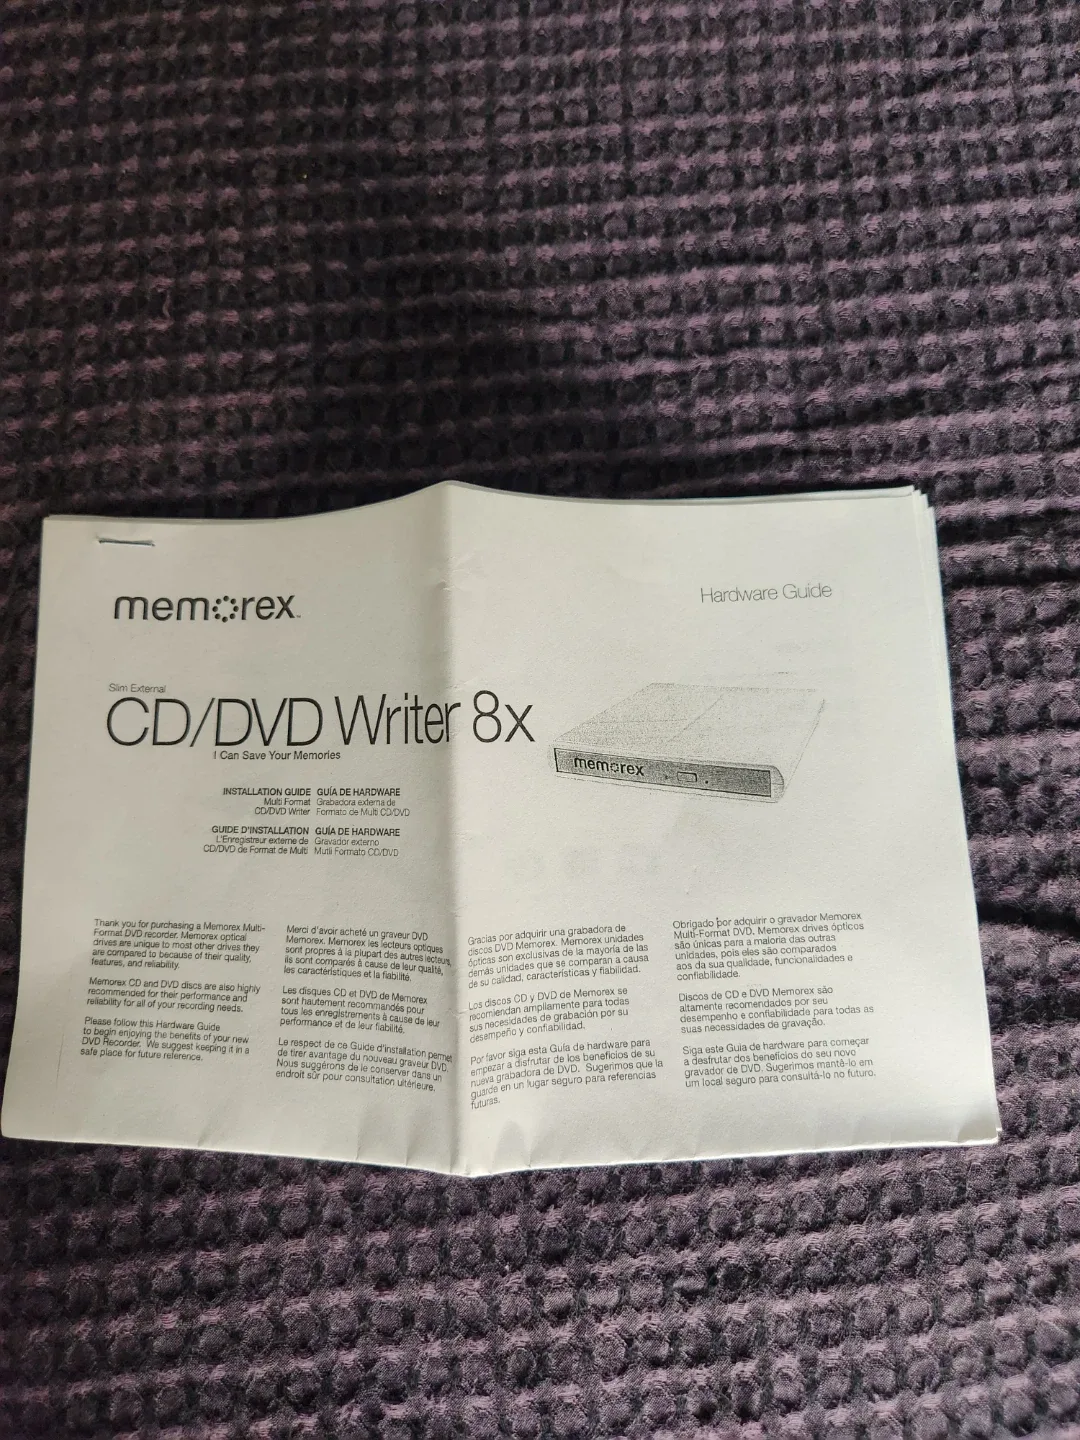 memorex™
Hardware Guide
Slim External
CD/DVD Writer 8x
I Can Save Your Memories
memorex
INSTALLATION GUIDE
Multi Format
CD/DVD Writer
GUÍA DE HARDWARE
Grabadora externa de
Formato de Multi CD/DVD
GUIDE D'INSTALLATION
L'Enregistreur externe de
CD/DVD de Format de Multi
GUÍA DE HARDWARE
Gravador externo
Mutli Formato CD/DVD
Thank you for purchasing a Memorex Multi-
Format DVD recorder. Memorex optical
drives are unique to most other drives they
are compared to because of their quality,
features, and reliability.
Memorex CD and DVD discs are also highly
recommended for their performance and
reliability for all of your recording needs.
Please follow this Hardware Guide
to begin enjoying the benefits of your new
DVD Recorder. We suggest keeping it in a
safe place for future reference.
Merci d'avoir acheté un graveur DVD
Memorex. Memorex les lecteurs optiques
sont propres à la plupart des autres lecteurs,
ils sont comparés à cause de leur qualité,
les caractéristiques et la fiabilité.
Les disques CD et DVD de Memorex
sont hautement recommandés pour
tous les enregistrements à cause de leur
performance et de leur fiabilité.
Le respect de ce Guide d'installation permet
de tirer avantage du nouveau graveur DVD.
Nous suggérons de le conserver dans un
endroit sûr pour consultation ultérieure.
Gracias por adquirir una grabadora de
discos DVD Memorex. Memorex unidades
ópticas son exclusivas de la mayoría de las
demás unidades que se comparan a causa
de su calidad, características y fiabilidad.
Los discos CD y DVD de Memorex se
recomiendan ampliamente para todas
sus necesidades de grabación por su
desempeño y confiabilidad.
Por favor siga esta Guía de hardware para
empezar a disfrutar de los beneficios de su
nueva grabadora de DVD. Sugerimos que la
guarde en un lugar seguro para referencias
futuras.
Obrigado por adquirir o gravador Memorex
Multi-Format DVD. Memorex drives ópticos
são únicas para a maioria das outras
unidades, pois eles são comparados
aos da sua qualidade, funcionalidades e
confiabilidade.
Discos de CD e DVD Memorex são
altamente recomendados por seu
desempenho e confiabilidade para todas as
suas necessidades de gravação.
Siga este Guia de hardware para começar
a desfrutar dos benefícios do seu novo
gravador de DVD. Sugerimos mantê-lo em
um local seguro para consultá-lo no futuro.